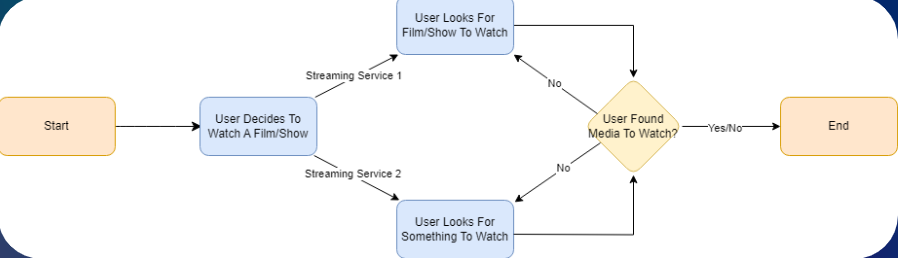 User Looks For
Film/Show To Watch
Streaming Service 1
No
Start
User Decides To
Watch A Film/Show
User Found
Media To Watch?
Yes/No
End
Streaming Service 2
No
User Looks For
Something To Watch